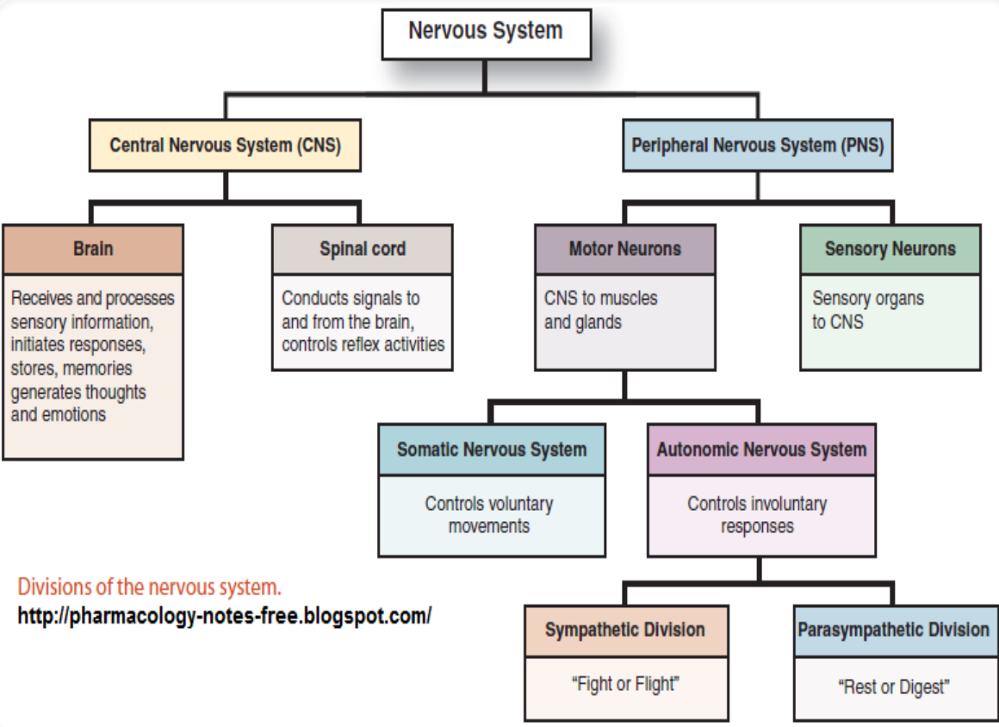 Nervous System
Central Nervous System (CNS)
Peripheral Nervous System (PNS)
Brain
Receives and processes
sensory information,
initiates responses,
stores, memories
generates thoughts
and emotions
Spinal cord
Conducts signals to
and from the brain,
controls reflex activities
Motor Neurons
CNS to muscles
and glands
Sensory Neurons
Sensory organs
to CNS
Somatic Nervous System
Controls voluntary
movements
Autonomic Nervous System
Controls involuntary
responses
Divisions of the nervous system.
http://pharmacology-notes-free.blogspot.com/
Sympathetic Division
“Fight or Flight”
Parasympathetic Division
“Rest or Digest”